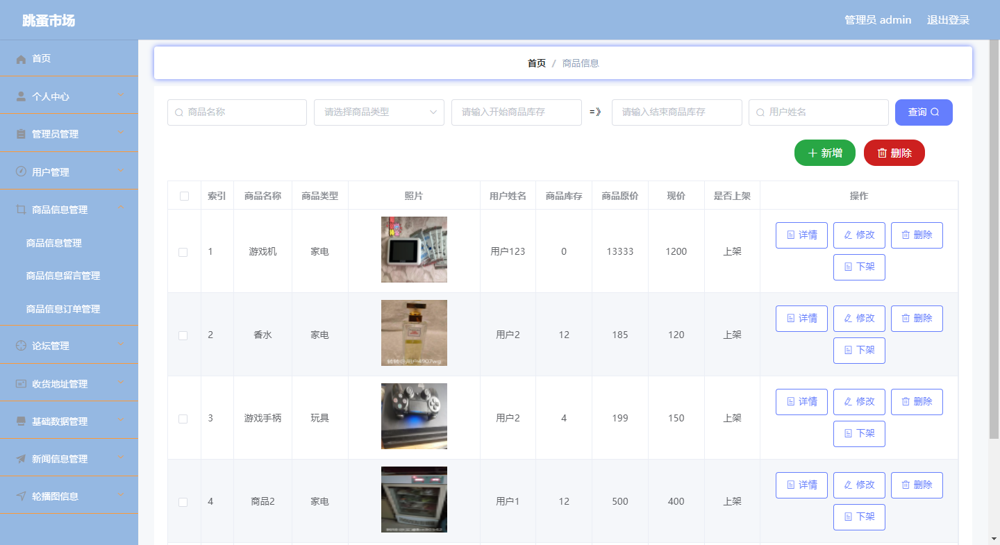 跳蚤市场
管理员 admin 退出登录
首页
个人中心
管理员管理
用户管理
商品信息管理
商品信息管理
商品信息留言管理
商品信息订单管理
论坛管理
收货地址管理
基础数据管理
新闻信息管理
轮播图信息
首页 / 商品信息
商品名称 请选择商品类型 请输入开始商品库存 =》 请输入结束商品库存 用户姓名 查询
新增 删除
索引 商品名称 商品类型 照片 用户姓名 商品库存 商品原价 现价 是否上架 操作
1 游戏机 家电 用户123 0 13333 1200 上架 详情 修改 删除
下架
2 香水 家电 用户2 12 185 120 上架 详情 修改 删除
下架
3 游戏手柄 玩具 用户2 4 199 150 上架 详情 修改 删除
下架
4 商品2 家电 用户1 12 500 400 上架 详情 修改 删除
下架